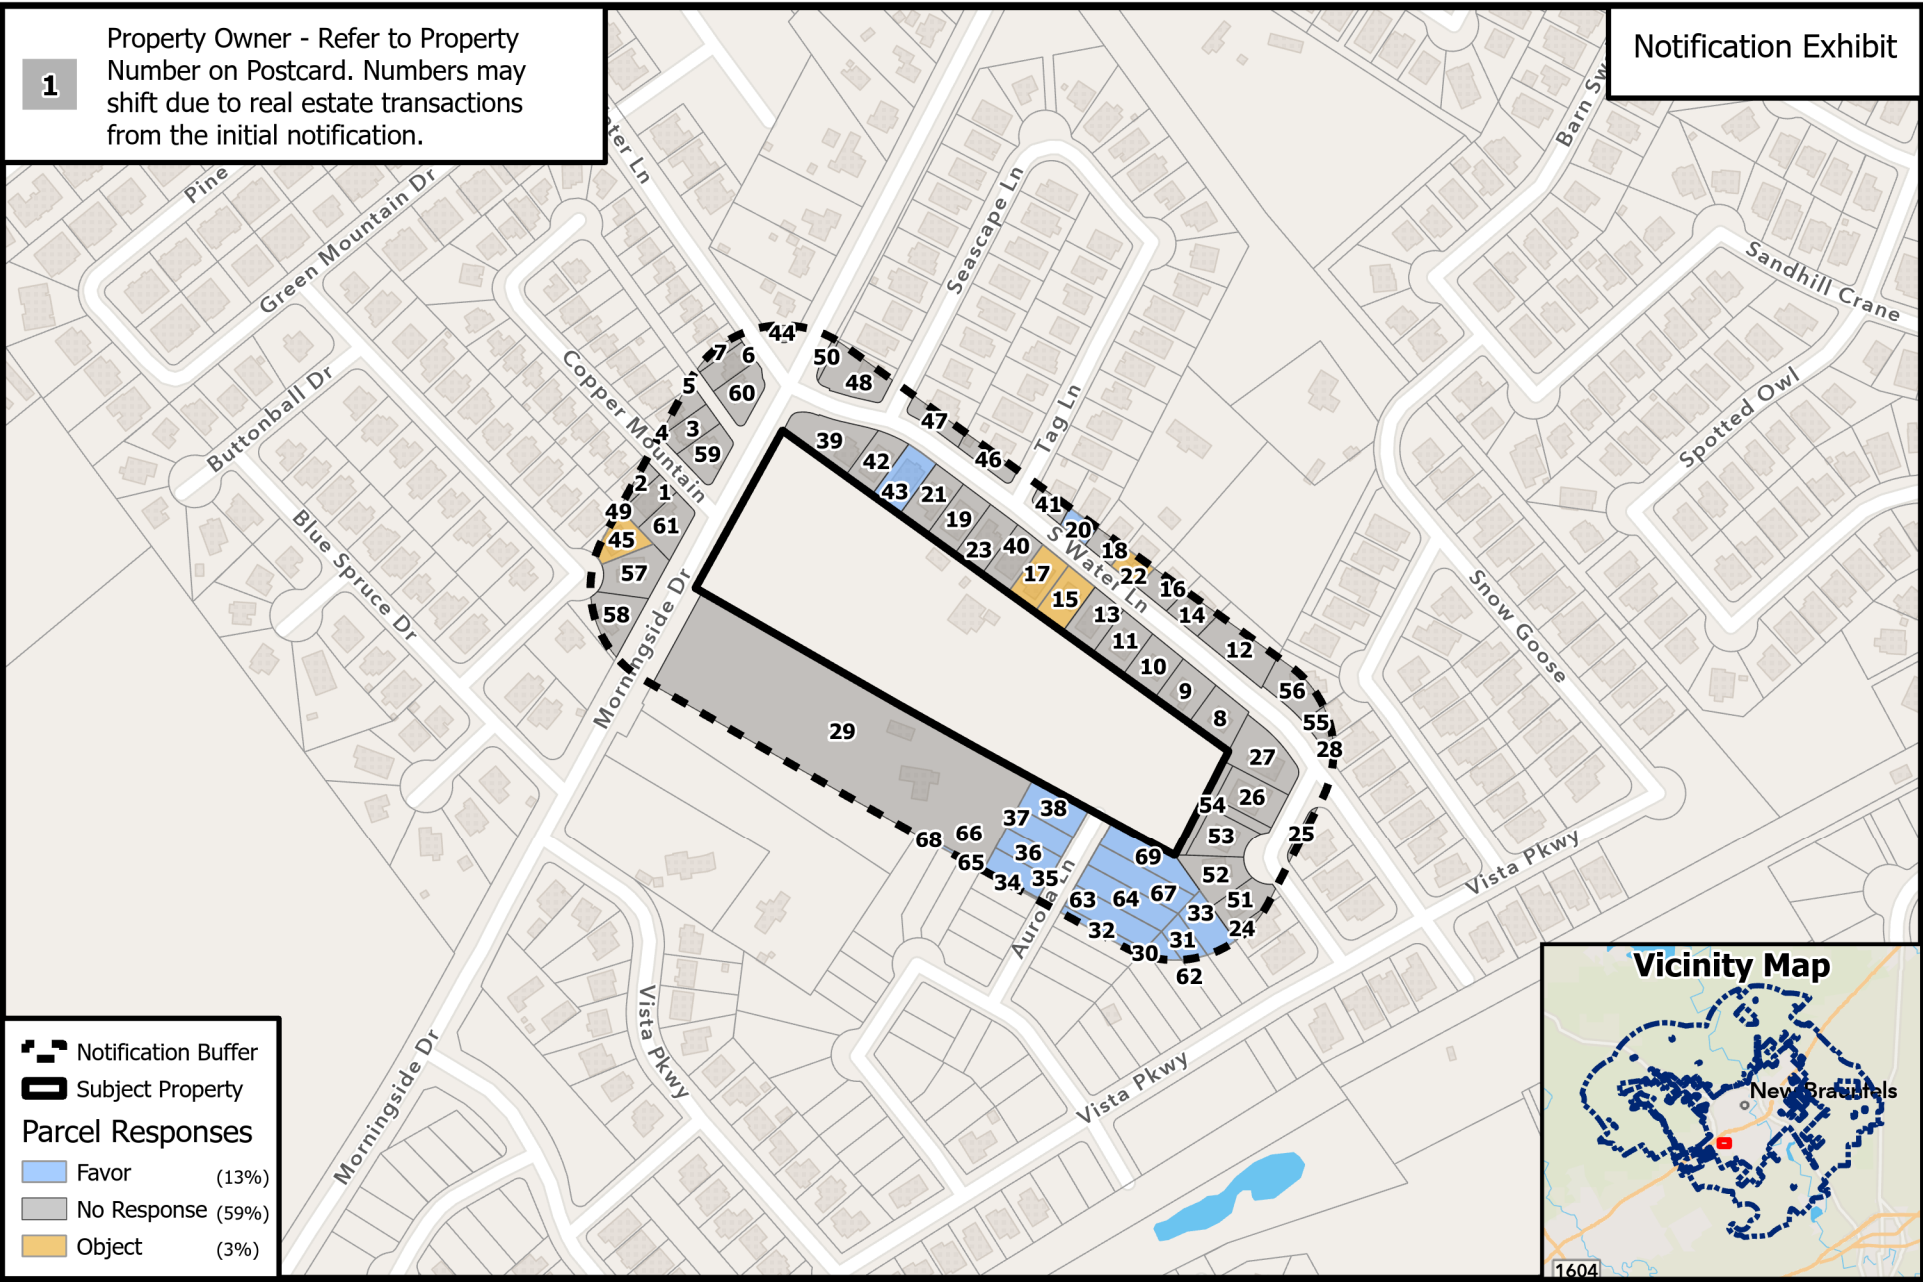 1
Property Owner - Refer to Property
Number on Postcard. Numbers may
shift due to real estate transactions
from the initial notification.
Notification Exhibit
Pine
Green Mountain Dr
Buttonball Dr
Blue Spruce Dr
Copper Mountain
ater Ln
Seascape Ln
Tag Ln
S Water Ln
Barn Sw
Sandhill Crane
Spotted Owl
Snow Goose
Vista Pkwy
Morningside Dr
Aurora Ln
Vista Pkwy
Vista Pkwy
Morningside Dr
44
7
6
50
5
60
48
4
3
59
47
39
42
46
2
1
43
21
41
49
61
19
20
45
23
40
18
57
17
22
16
58
15
13
14
11
12
10
9
56
8
55
29
27
28
38
54
26
37
66
68
53
25
36
69
65
35
52
34
63
64
67
51
33
32
31
24
30
62
Notification Buffer
Subject Property
Parcel Responses
Favor (13%)
No Response (59%)
Object (3%)
Vicinity Map
New Braunfels
1604